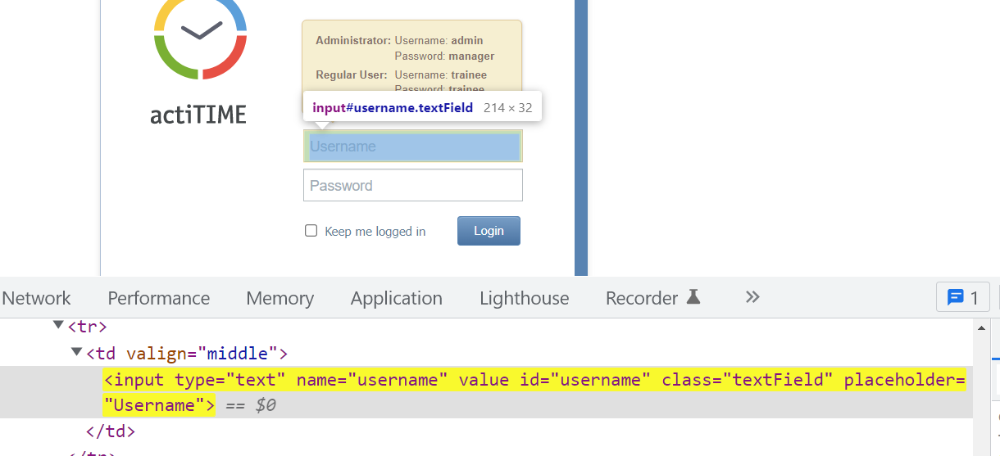 actiTIME
Administrator: Username: admin
Password: manager
Regular User: Username: trainee
Password: trainee
input#username.textField 214 × 32
Username
Password
Keep me logged in Login
Network Performance Memory Application Lighthouse Recorder 1
<tr>
<td valign="middle">
<input type="text" name="username" value id="username" class="textField" placeholder=
"Username"> == $0
</td>
</tr>